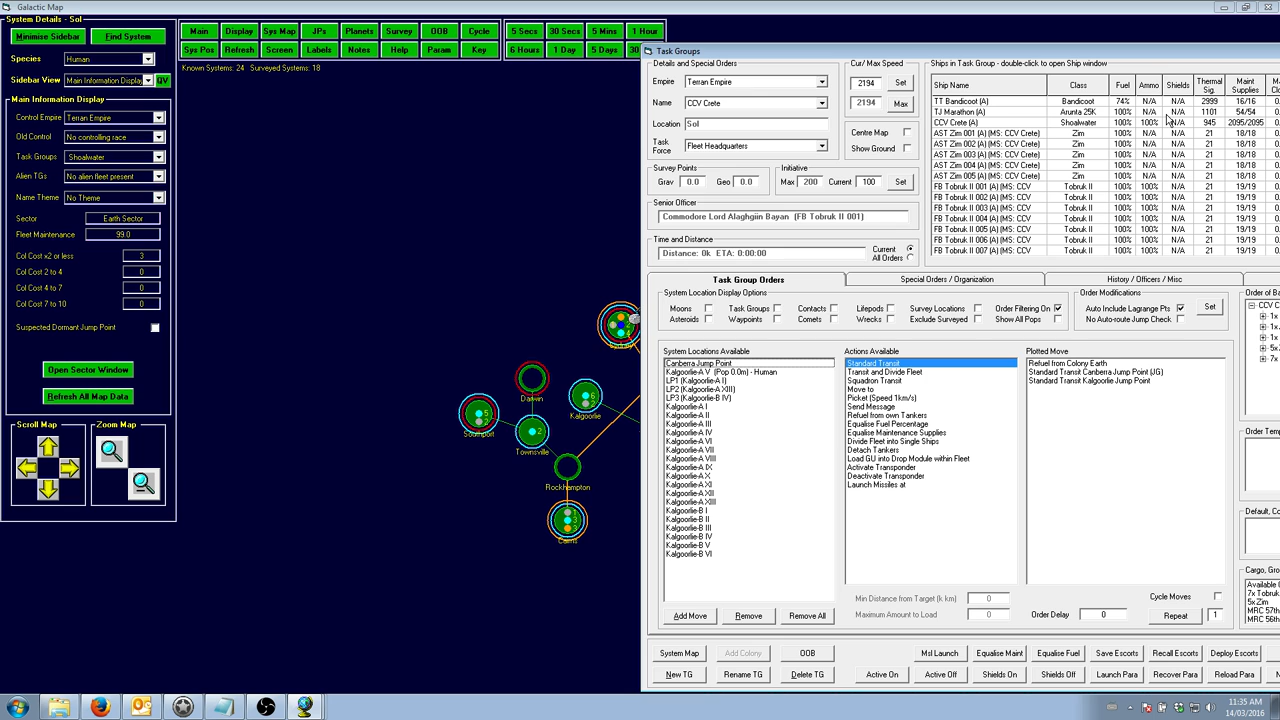 Galactic Map
System Details - Sol
Minimise Sidebar Find System
Species Human
Sidebar View Main Information Display QV
Main Information Display
Control Empire Terran Empire
Old Control No controlling race
Task Groups Shoalwater
Alien TGs No alien fleet present
Name Theme No Theme
Sector Earth Sector
Fleet Maintenance 99.0
Col Cost x2 or less 3
Col Cost 2 to 4 0
Col Cost 4 to 7 0
Col Cost 7 to 10 0
Suspected Dormant Jump Point
Open Sector Window
Refresh All Map Data
Scroll Map Zoom Map
Main Display Sys Map JPs Planets Survey OOB Cycle 5 Secs 30 Secs 5 Mins 1 Hour
Sys Pos Refresh Screen Labels Notes Help Param Key 6 Hours 1 Day 5 Days 30
Known Systems: 24 Surveyed Systems: 18
Darwin
Southport
Townsville
Kalgoorlie
Rockhampton
Cairns
Task Groups
Details and Special Orders
Empire Terran Empire
Name CCV Crete
Location Sol
Task Force Fleet Headquarters
Cur/ Max Speed
2194 Set
2194 Max
Centre Map
Show Ground
Survey Points
Grav 0.0 Geo 0.0
Initiative
Max 200 Current 100 Set
Senior Officer
Commodore Lord Alaghjiin Bayan (FB Tobruk II 001)
Time and Distance
Distance: 0k ETA: 0:00:00
Current
All Orders
Ships in Task Group - double-click to open Ship window
Ship Name Class Fuel Ammo Shields Thermal Sig. Maint Supplies
TT Bandicoot (A) Bandicoot 74% N/A N/A 2999 16/16
TJ Marathon (A) Arunta 25K 100% N/A N/A 1101 54/54
CCV Crete (A) Shoalwater 100% 100% N/A 945 2095/2095
AST Zim 001 (A) (MS: CCV Crete) Zim 100% N/A N/A 21 18/18
AST Zim 002 (A) (MS: CCV Crete) Zim 100% N/A N/A 21 18/18
AST Zim 003 (A) (MS: CCV Crete) Zim 100% N/A N/A 21 18/18
AST Zim 004 (A) (MS: CCV Crete) Zim 100% N/A N/A 21 18/18
AST Zim 005 (A) (MS: CCV Crete) Zim 100% N/A N/A 21 18/18
FB Tobruk II 001 (A) (MS: CCV Tobruk II 100% 100% N/A 21 19/19
FB Tobruk II 002 (A) (MS: CCV Tobruk II 100% 100% N/A 21 19/19
FB Tobruk II 003 (A) (MS: CCV Tobruk II 100% 100% N/A 21 19/19
FB Tobruk II 004 (A) (MS: CCV Tobruk II 100% 100% N/A 21 19/19
FB Tobruk II 005 (A) (MS: CCV Tobruk II 100% 100% N/A 21 19/19
FB Tobruk II 006 (A) (MS: CCV Tobruk II 100% 100% N/A 21 19/19
FB Tobruk II 007 (A) (MS: CCV Tobruk II 100% 100% N/A 21 19/19
Task Group Orders Special Orders / Organization History / Officers / Misc
System Location Display Options
Moons Task Groups Contacts Lifepods Survey Locations Order Filtering On
Asteroids Waypoints Comets Wrecks Exclude Surveyed Show All Pops
Order Modifications
Auto Include Lagrange Pts Set
No Auto-route Jump Check
Order of Ba
CCV C
System Locations Available
Canberra Jump Point
Kalgoorlie-A V (Pop 0.0m) - Human
LP1 (Kalgoorlie-A I)
LP2 (Kalgoorlie-A XIII)
LP3 (Kalgoorlie-B IV)
Kalgoorlie-A I
Kalgoorlie-A II
Kalgoorlie-A III
Kalgoorlie-A IV
Kalgoorlie-A V
Kalgoorlie-A VI
Kalgoorlie-A VII
Kalgoorlie-A VIII
Kalgoorlie-A IX
Kalgoorlie-A X
Kalgoorlie-A XI
Kalgoorlie-A XII
Kalgoorlie-A XIII
Kalgoorlie-B I
Kalgoorlie-B II
Kalgoorlie-B III
Kalgoorlie-B IV
Kalgoorlie-B V
Kalgoorlie-B VI
Actions Available
Standard Transit
Transit and Divide Fleet
Squadron Transit
Move to
Picket (Speed 1km/s)
Send Message
Refuel from own Tankers
Equalise Fuel Percentage
Equalise Maintenance Supplies
Divide Fleet into Single Ships
Detach Tankers
Load GU into Drop Module within Fleet
Activate Transponder
Deactivate Transponder
Launch Missiles at
Plotted Move
Refuel from Colony Earth
Standard Transit Canberra Jump Point (JG)
Standard Transit Kalgoorlie Jump Point
Order Temp
Default, Co
Cargo, Gro
Available C
7x Tobruk
5x Zim
MRC 57th
MRC 56th
Min Distance from Target (k km) 0
Maximum Amount to Load 0
Cycle Moves
Order Delay 0 Repeat 1
Add Move Remove Remove All
System Map Add Colony OOB Msl Launch Equalise Maint Equalise Fuel Save Escorts Recall Escorts Deploy Escorts
New TG Rename TG Delete TG Active On Active Off Shields On Shields Off Launch Para Recover Para Reload Para
11:35 AM
14/03/2016